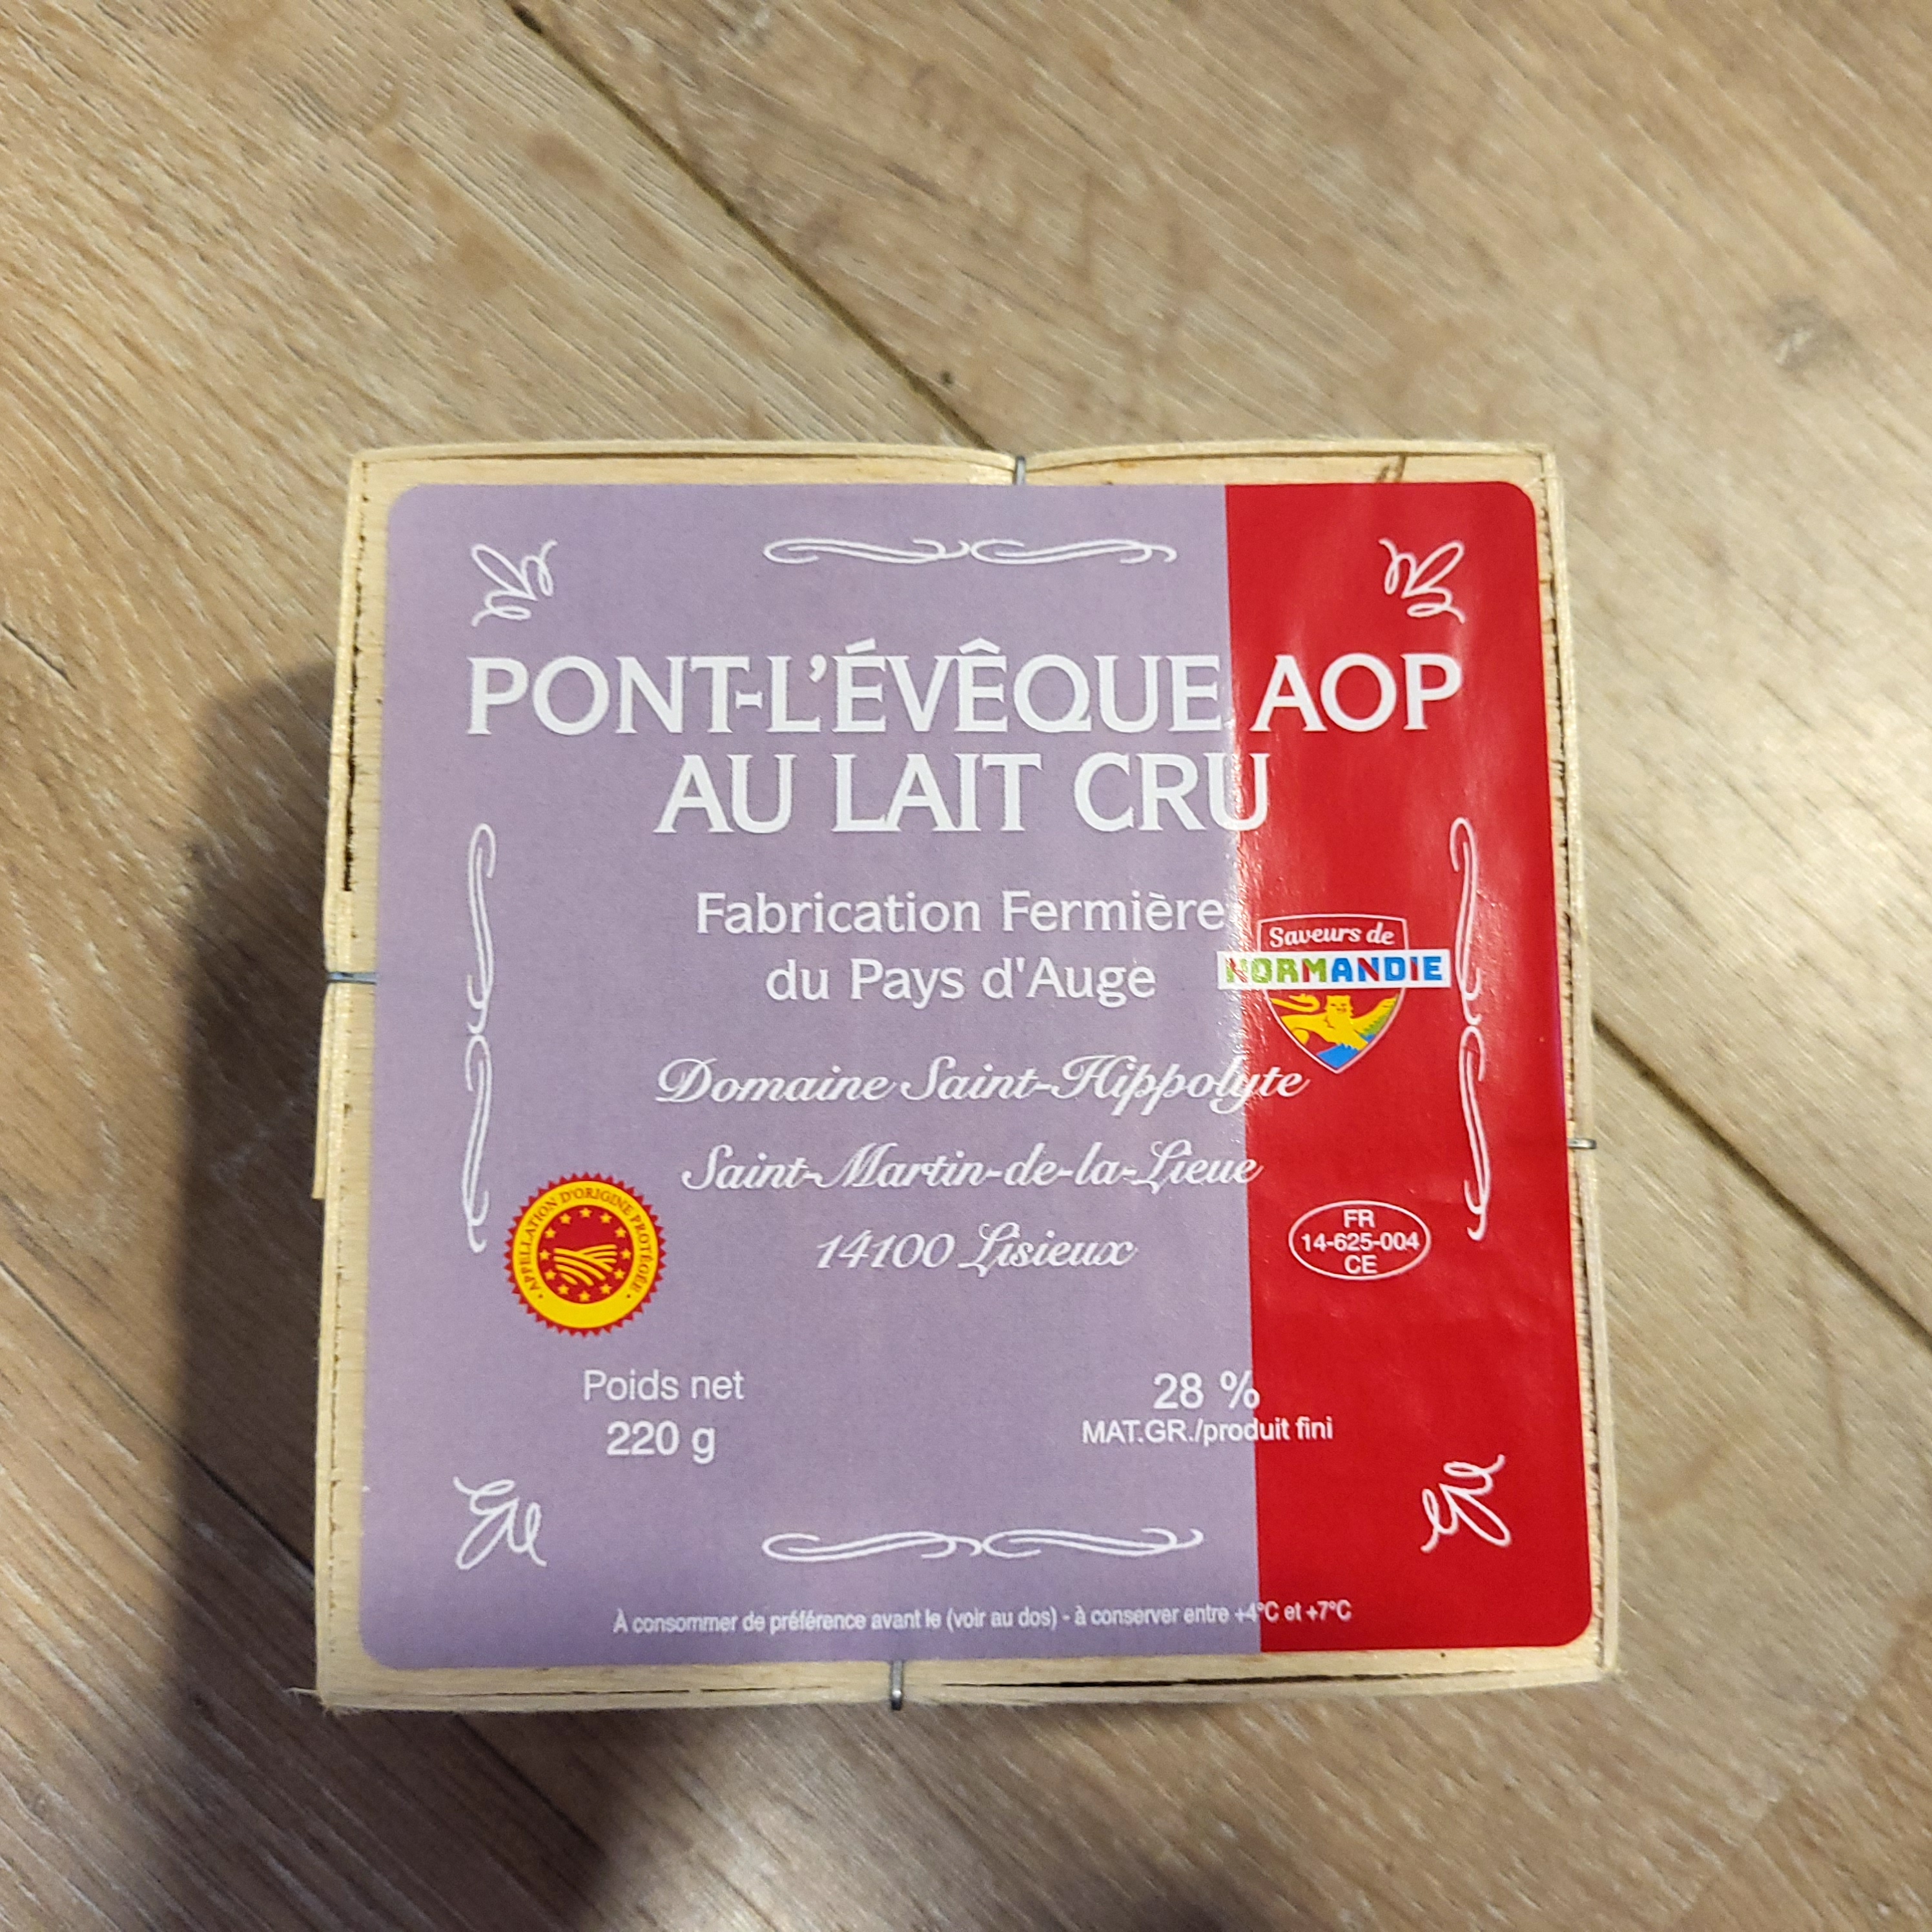 PONT-L'ÉVÊQUE AOP
AU LAIT CRU
Fabrication Fermière
du Pays d'Auge
Saveurs de
NORMANDIE
Domaine Saint-Hippolyte
Saint-Martin-de-la-Lieue
14100 Lisieux
APPELLATION D'ORIGINE PROTÉGÉE
FR
14-625-004
CE
Poids net
220 g
28 %
MAT.GR./produit fini
À consommer de préférence avant le (voir au dos) - à conserver entre +4°C et +7°C